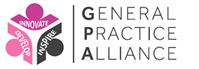 INNOVATE
DEVELOP
INSPIRE
GENERAL
PRACTICE
ALLIANCE